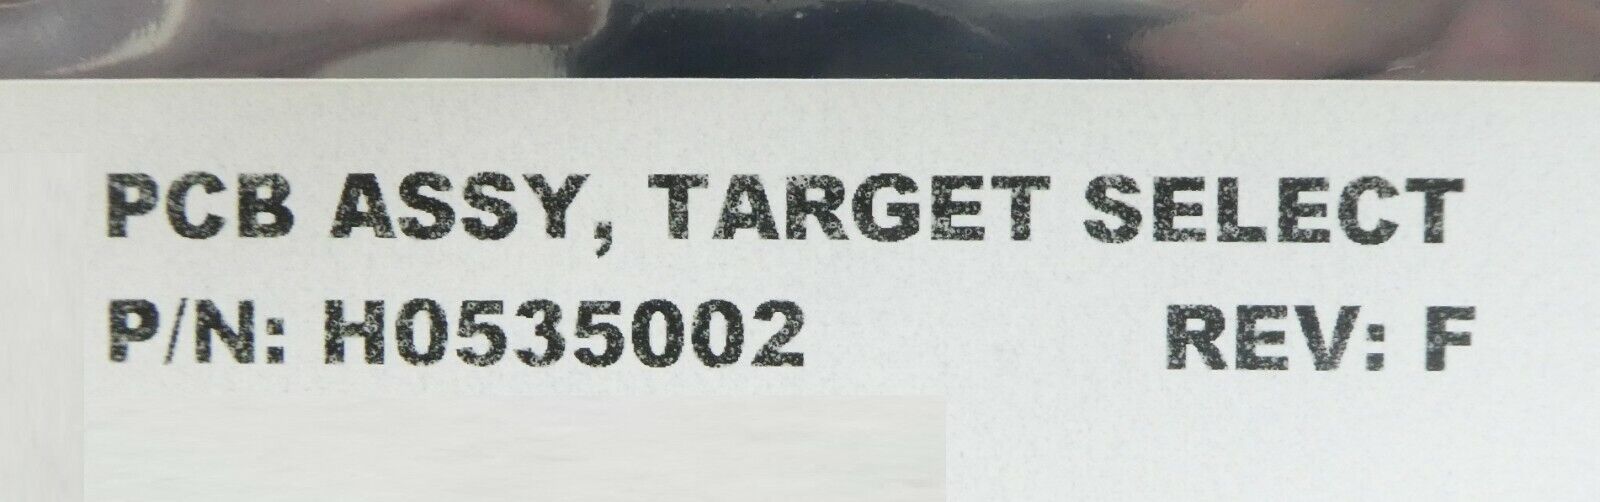 PCB ASSY, TARGET SELECT
P/N: H0535002 REV: F